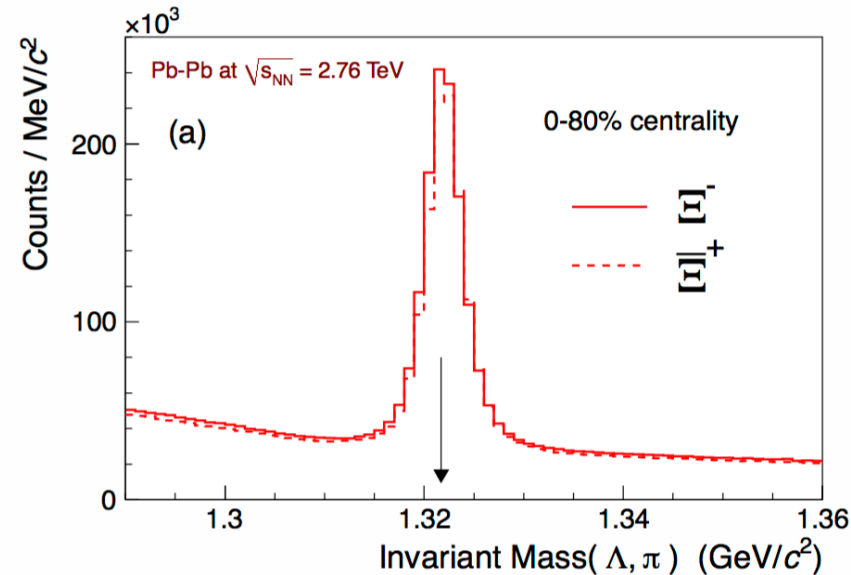 ×10³
Counts / MeV/c²
Pb-Pb at √s_NN = 2.76 TeV
(a)
0-80% centrality
Ξ⁻
Ξ̅⁺
200
100
0
1.3
1.32
1.34
1.36
Invariant Mass( Λ, π ) (GeV/c²)